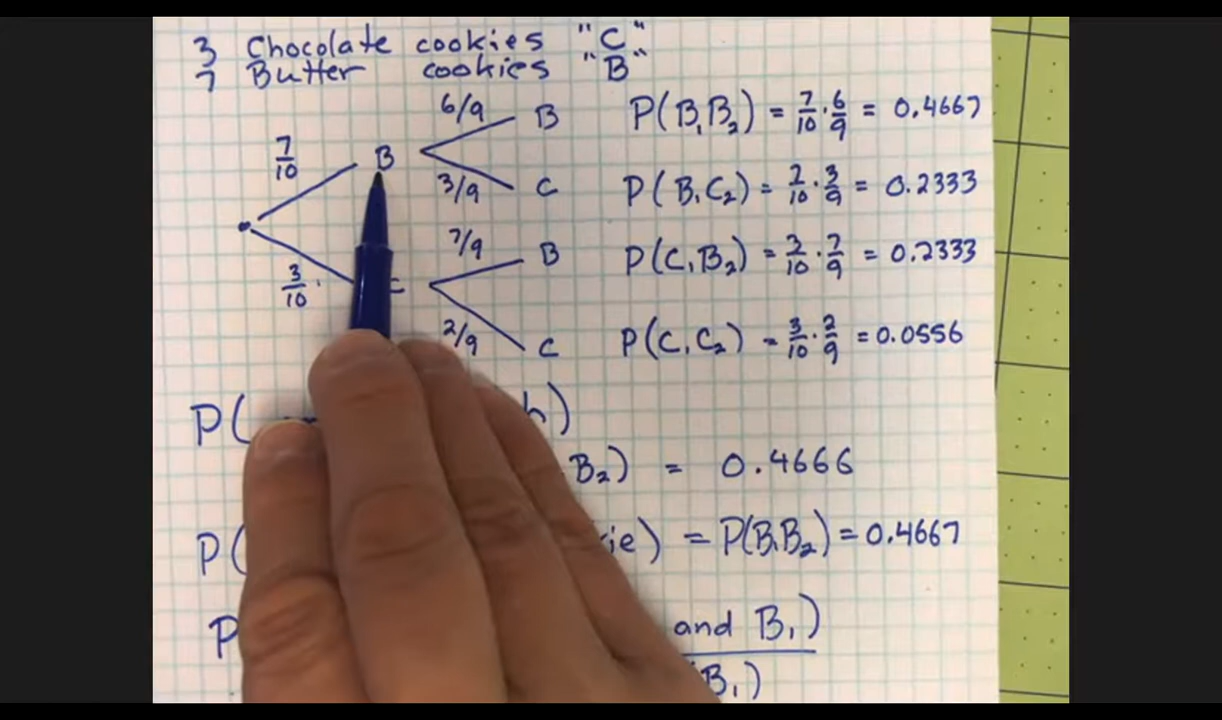 3 Chocolate cookies "C"
7 Butter cookies "B"
6/9 B P(B₁B₂) = 7/10 · 6/9 = 0.4667
7/10 B
3/9 C P(B₁C₂) = 7/10 · 3/9 = 0.2333
7/9 B P(C₁B₂) = 3/10 · 7/9 = 0.2333
3/10 C
2/9 C P(C₁C₂) = 3/10 · 2/9 = 0.0556
P( h)
B₂) = 0.4666
P( kie) = P(B₁B₂) = 0.4667
P and B₁)
B₁)